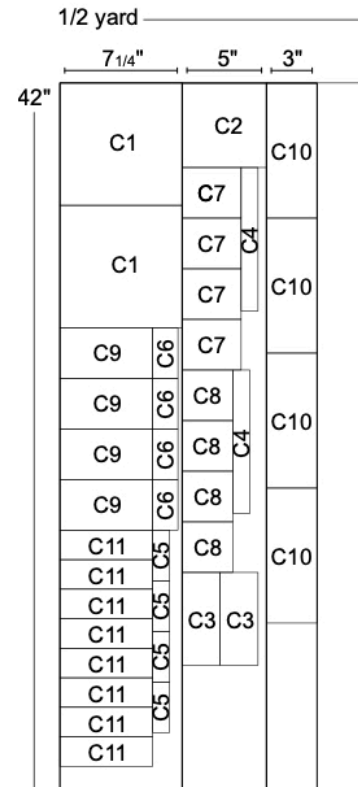 1/2 yard
7 1/4" 5" 3"
42"
C1 C2 C10
C7
C7 C4
C1 C10
C7
C7
C9 C6 C10
C8
C9 C6 C4
C8
C9 C6
C8
C9 C6 C10
C8
C11 C5
C11
C11 C5 C3 C3
C11
C11 C5
C11
C11 C5
C11